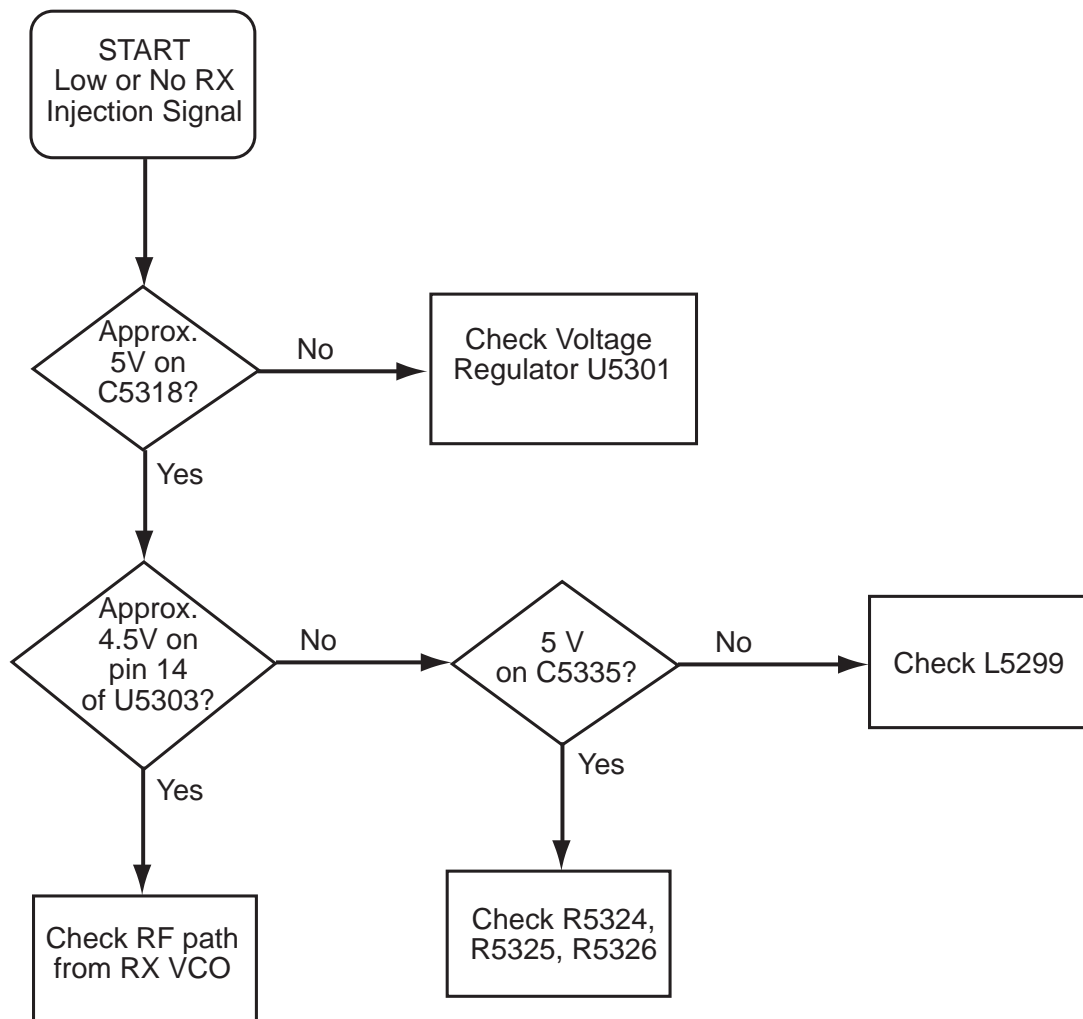 START
Low or No RX
Injection Signal
Approx.
5V on
C5318?
No
Check Voltage
Regulator U5301
Yes
Approx.
4.5V on
pin 14
of U5303?
No
5 V
on C5335?
No
Check L5299
Yes
Yes
Check RF path
from RX VCO
Check R5324,
R5325, R5326